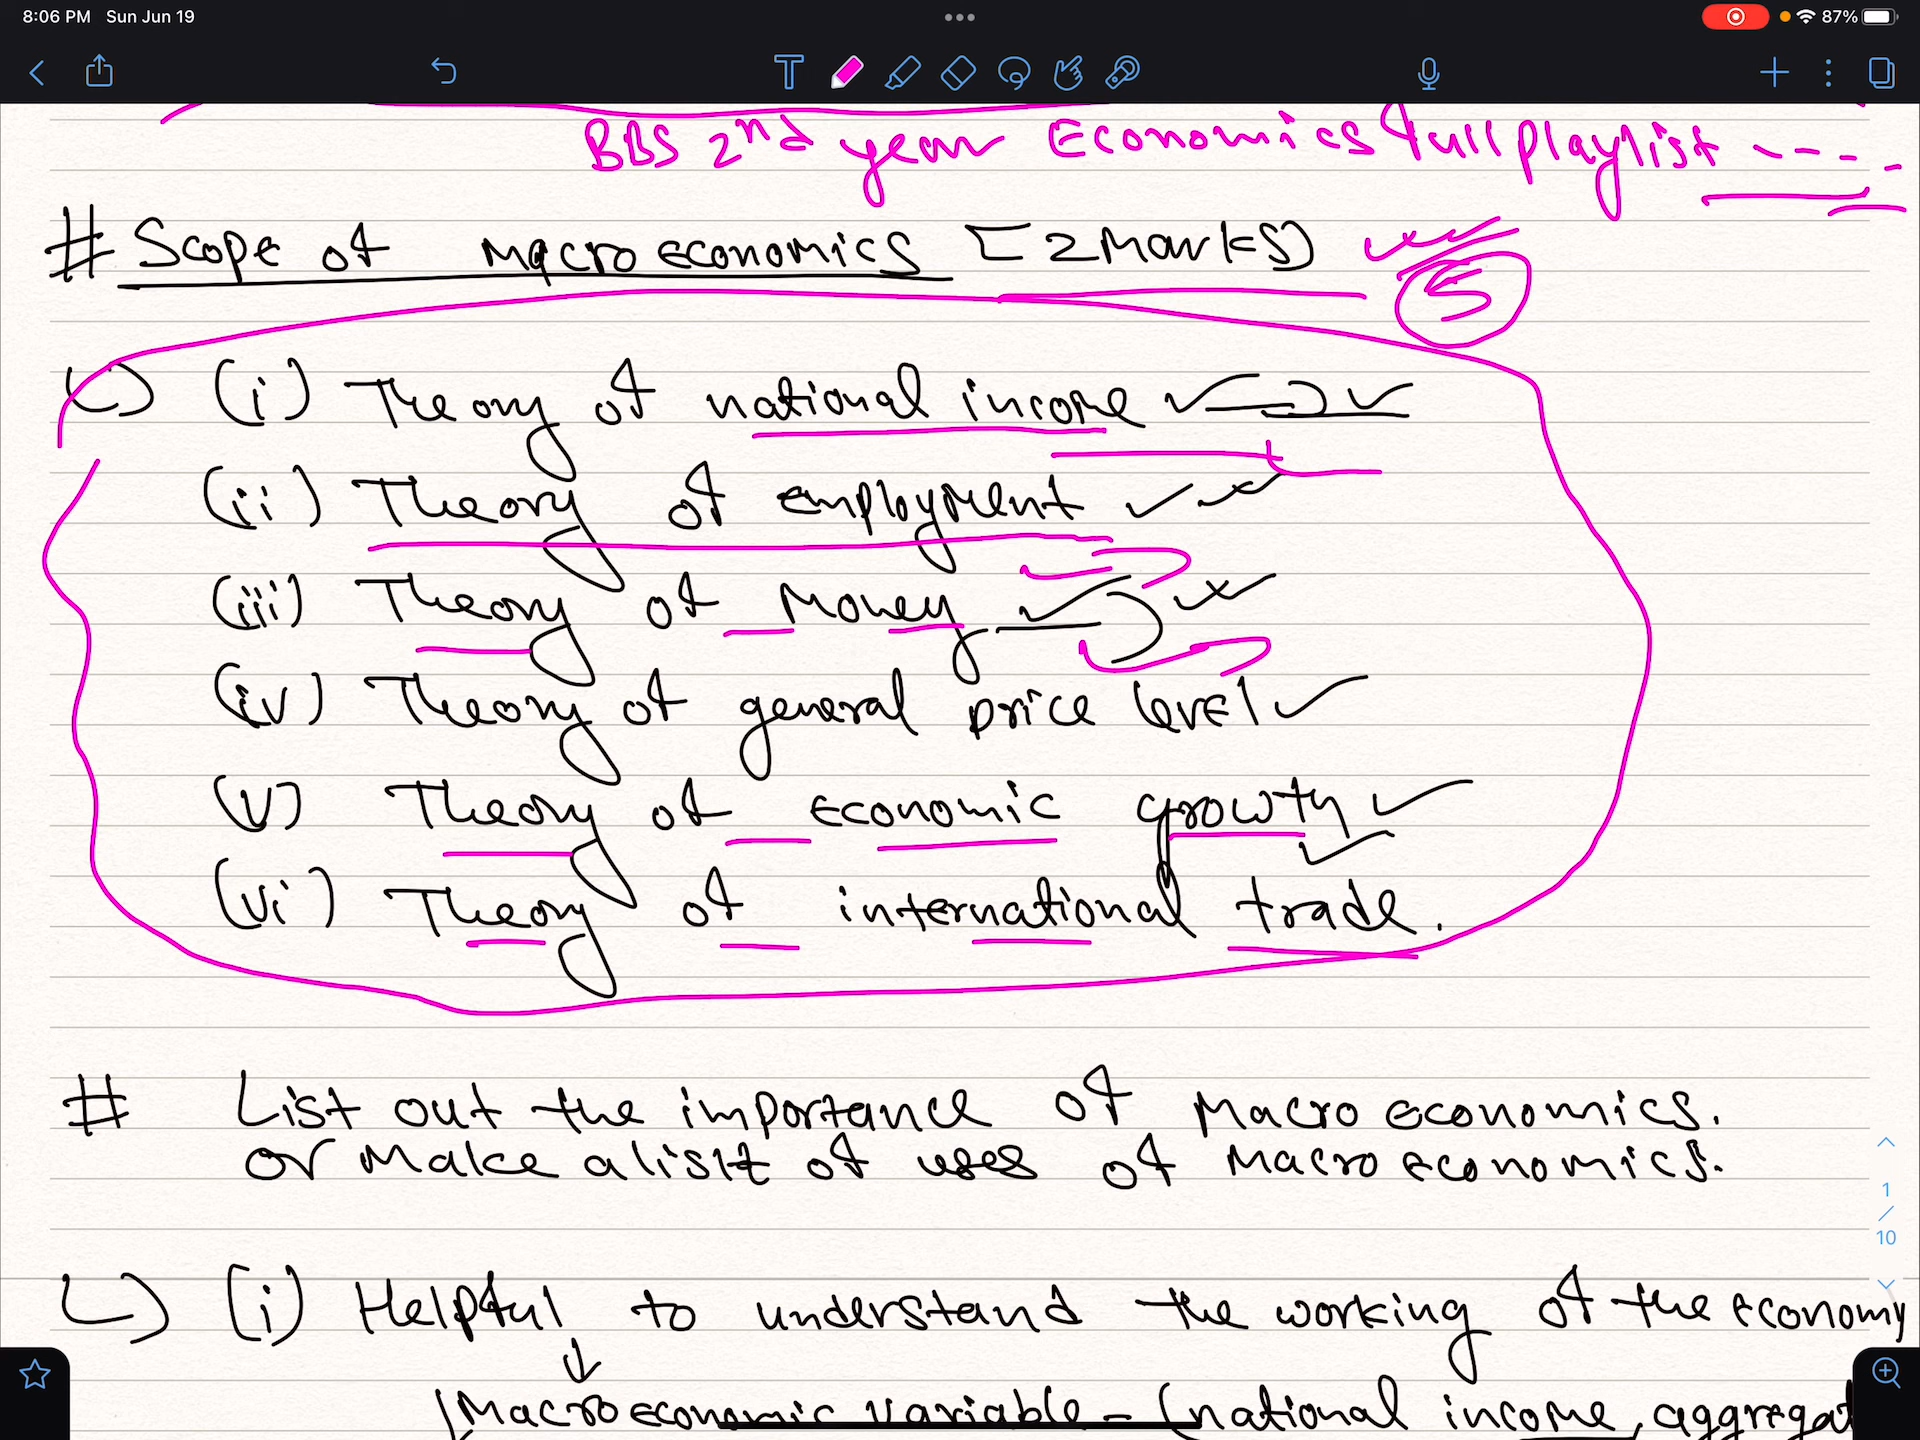 8:06 PM Sun Jun 19
87%
BBS 2nd year Economics full playlist ----
# Scope of Macro economics [2 Marks]
5
(i) Theory of national income
(ii) Theory of employment
(iii) Theory of Money
(iv) Theory of general price level
(v) Theory of Economic growth
(vi) Theory of international trade.
# List out the importance of Macro economics.
or Make a list of uses of Macro economics.
1
/
10
(i) Helpful to understand the working of the economy
Macro economic variable - (national income, aggregat